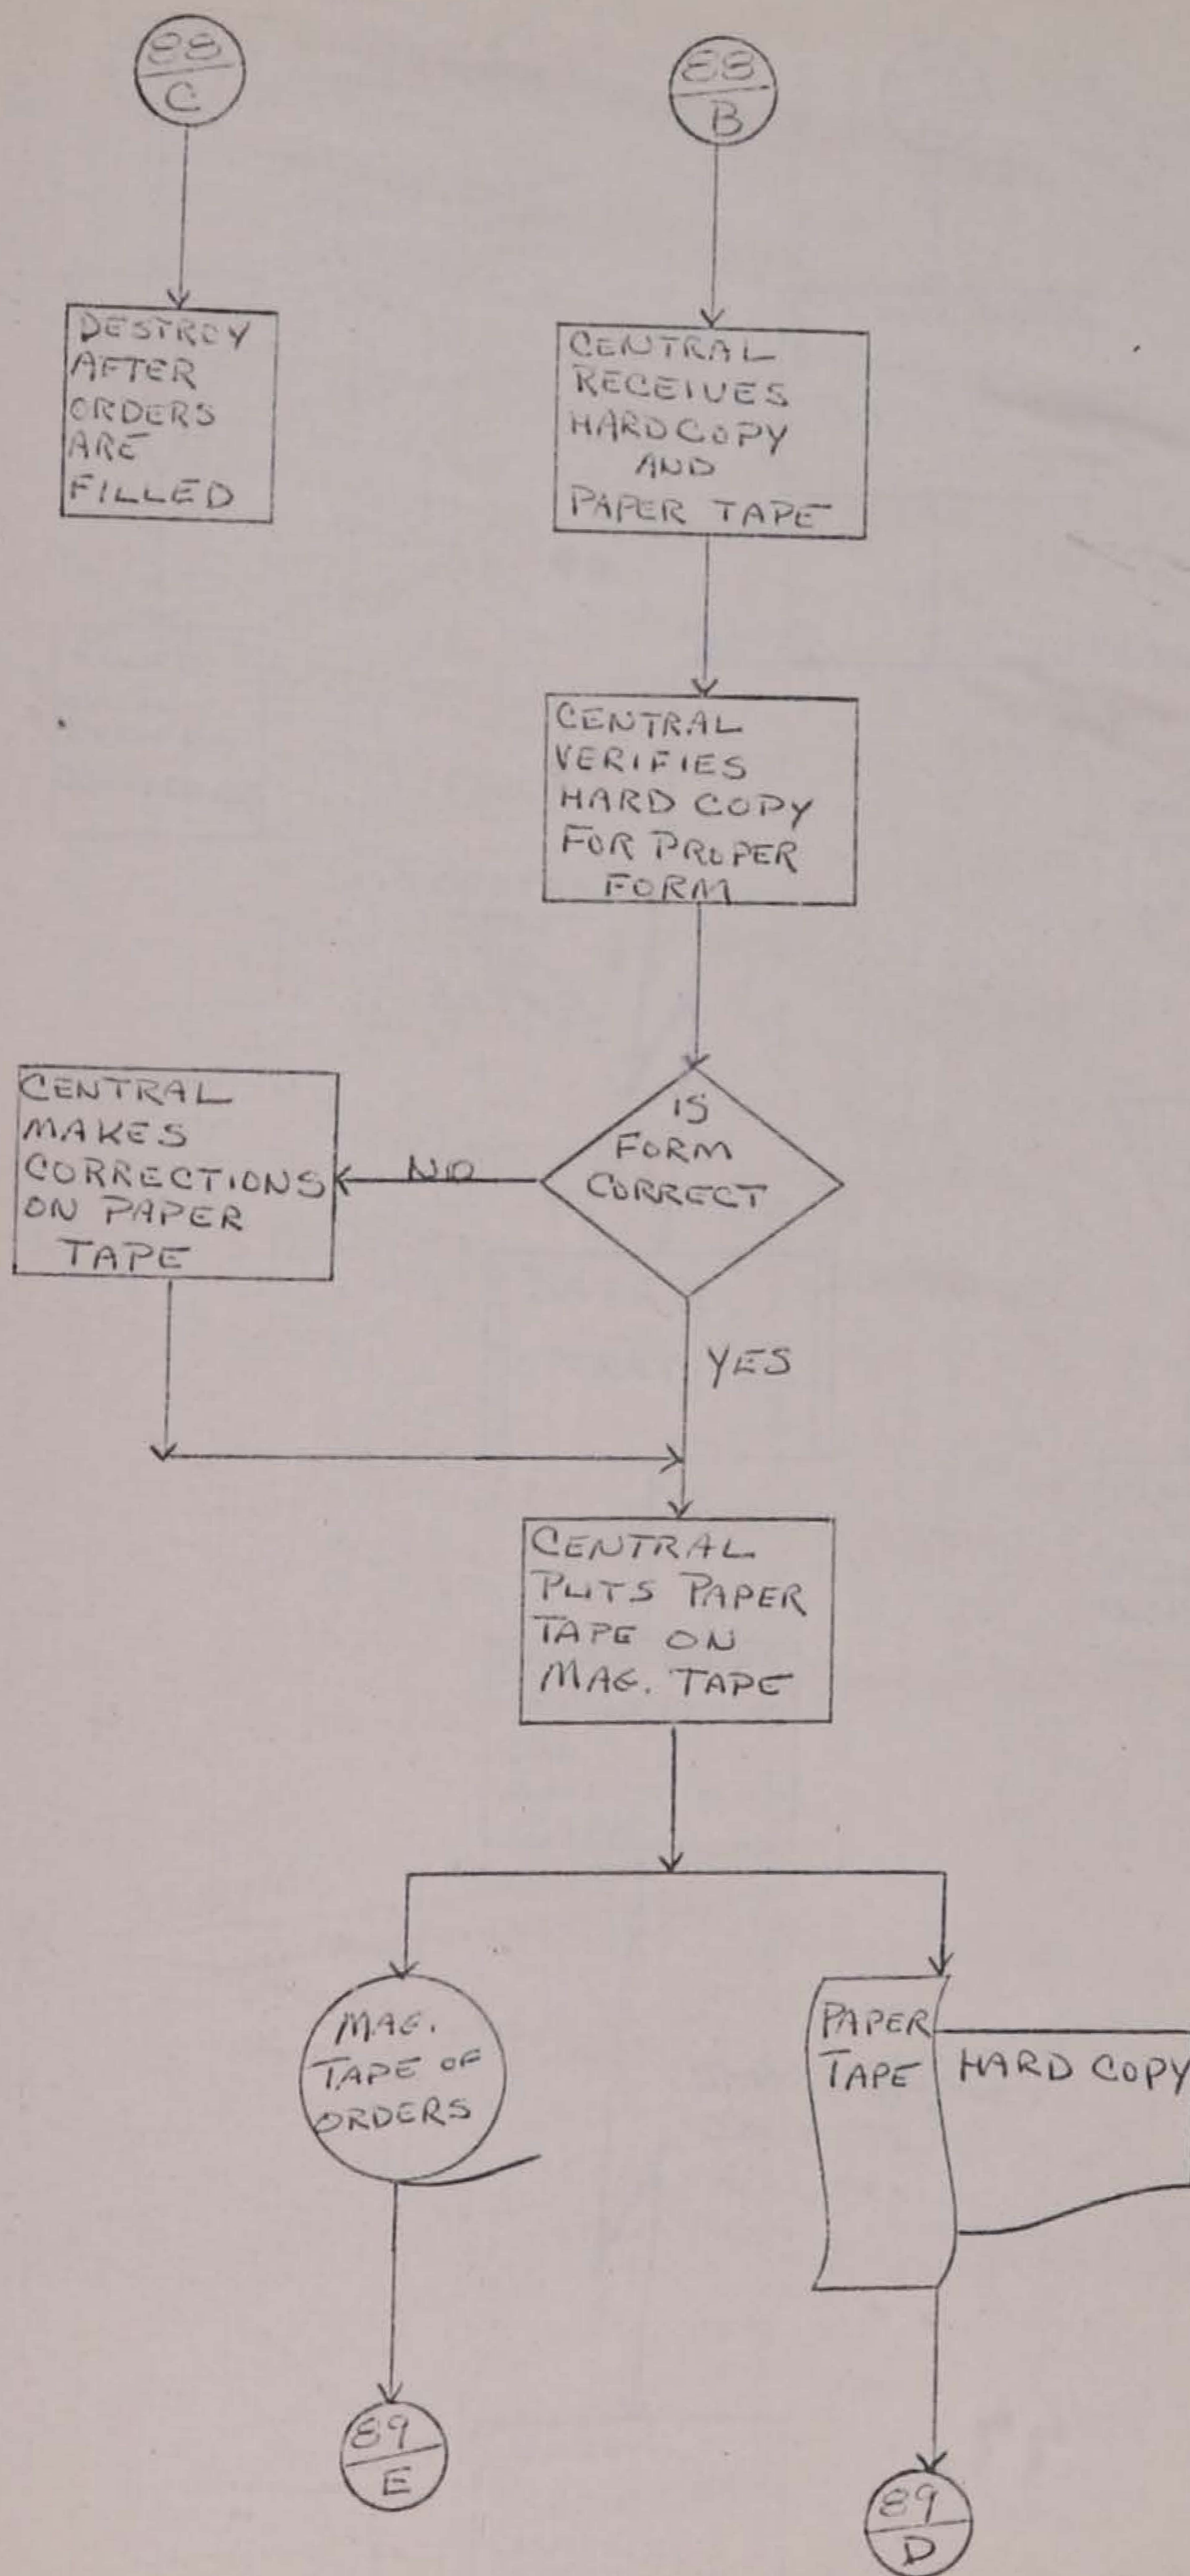 88
C
88
B
DESTROY
AFTER
ORDERS
ARE
FILLED
CENTRAL
RECEIVES
HARDCOPY
AND
PAPER TAPE
CENTRAL
VERIFIES
HARD COPY
FOR PROPER
FORM
IS
FORM
CORRECT
NO
CENTRAL
MAKES
CORRECTIONS
ON PAPER
TAPE
YES
CENTRAL
PUTS PAPER
TAPE ON
MAG. TAPE
MAG.
TAPE OF
ORDERS
PAPER
TAPE
HARD COPY
89
E
89
D